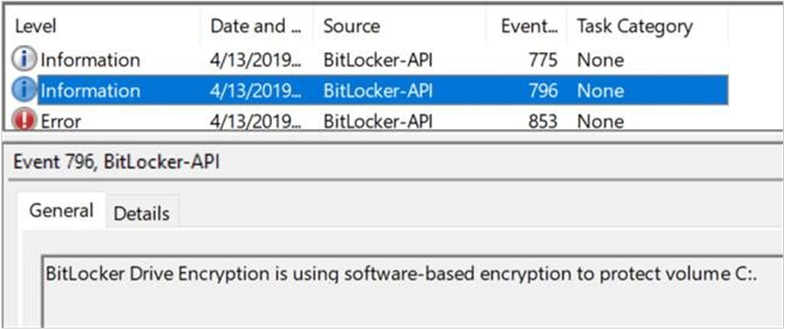 Level Date and ... Source Event... Task Category
Information 4/13/2019... BitLocker-API 775 None
Information 4/13/2019... BitLocker-API 796 None
Error 4/13/2019... BitLocker-API 853 None
Event 796, BitLocker-API
General Details
BitLocker Drive Encryption is using software-based encryption to protect volume C:.